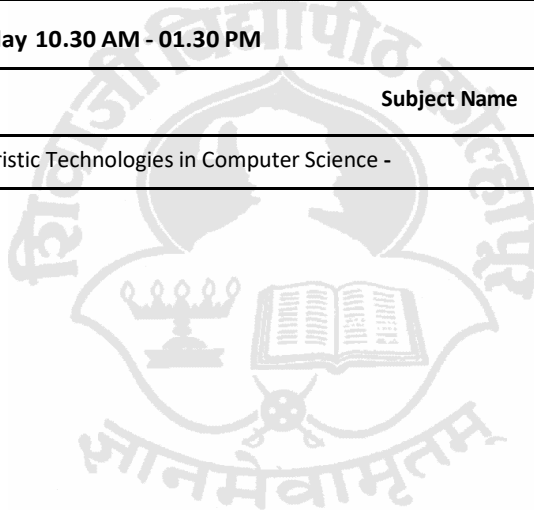 ay 10.30 AM - 01.30 PM
Subject Name
ristic Technologies in Computer Science -
शिवाजी विद्यापीठ कोल्हापूर
ज्ञानमेवामृतम्